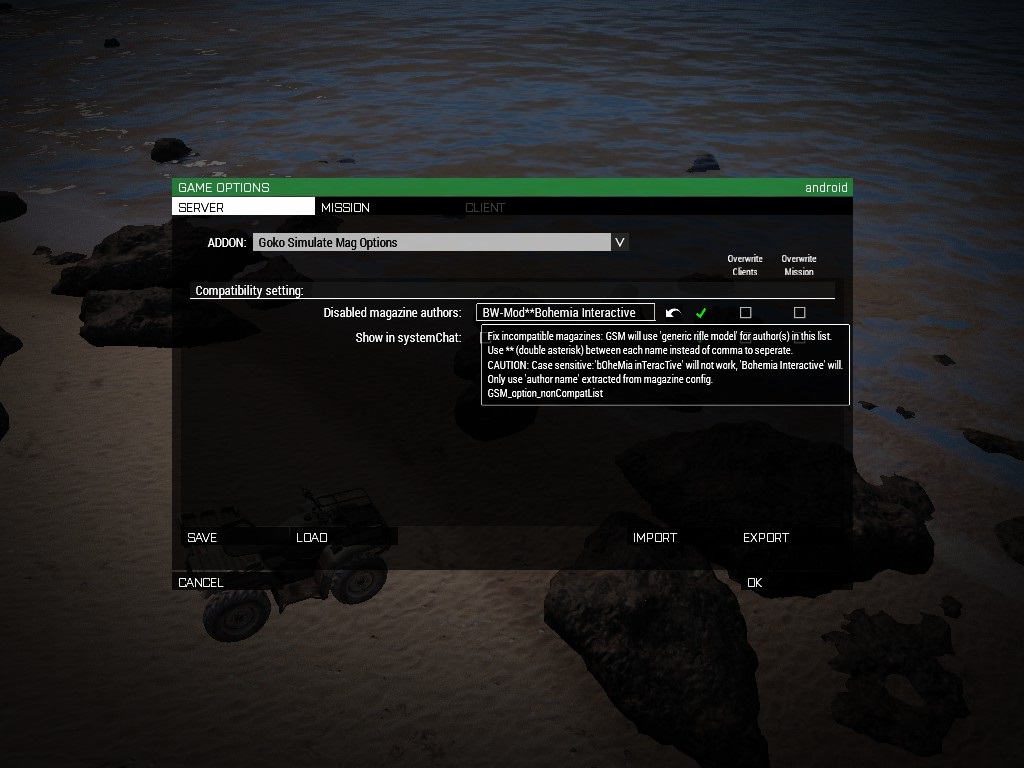 GAME OPTIONS android
SERVER MISSION CLIENT
ADDON: Goko Simulate Mag Options V
Overwrite Clients Overwrite Mission
Compatibility setting:
Disabled magazine authors: BW-Mod**Bohemia Interactive
Show in systemChat:
Fix incompatible magazines: GSM will use 'generic rifle model' for author(s) in this list.
Use ** (double asterisk) between each name instead of comma to seperate.
CAUTION: Case sensitive:'bOheMia inTeracTive' will not work, 'Bohemia Interactive' will.
Only use 'author name' extracted from magazine config.
GSM_option_nonCompatList
SAVE LOAD IMPORT EXPORT
CANCEL OK